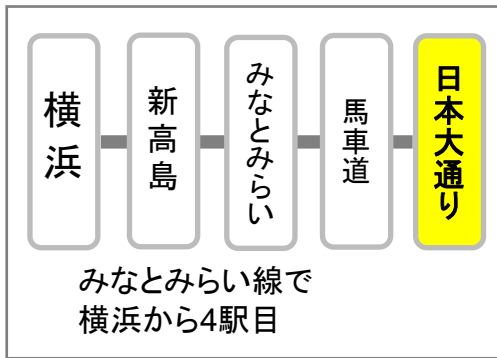 横浜
新高島
みなとみらい
馬車道
日本大通り
みなとみらい線で
横浜から4駅目